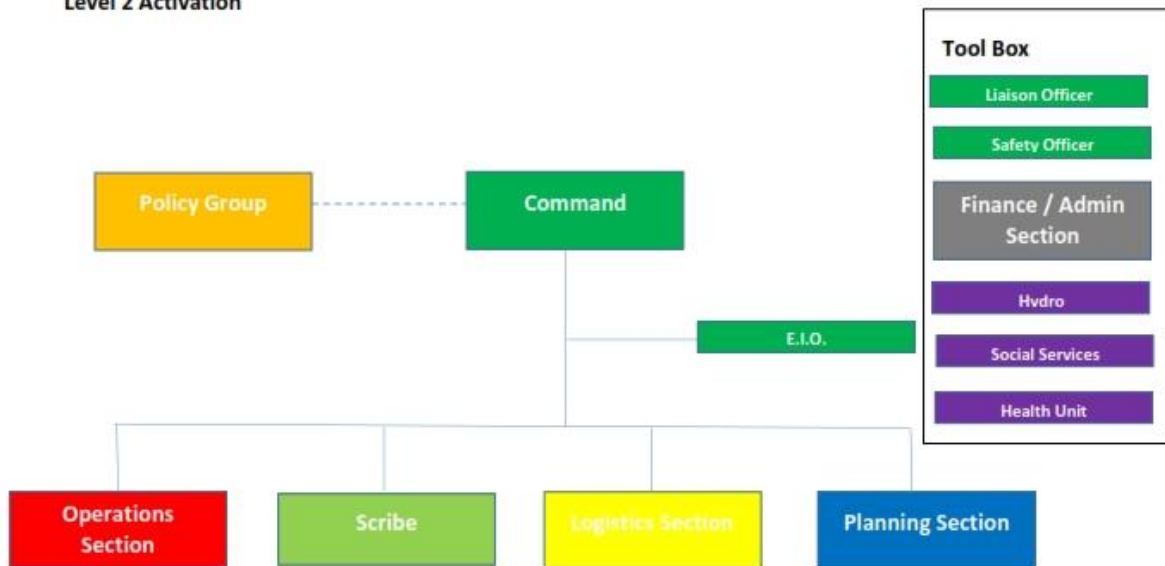 Level 2 Activation
Tool Box
Liaison Officer
Safety Officer
Policy Group
Command
Finance / Admin
Section
Hydro
E.I.O.
Social Services
Health Unit
Operations
Section
Scribe
Logistics Section
Planning Section